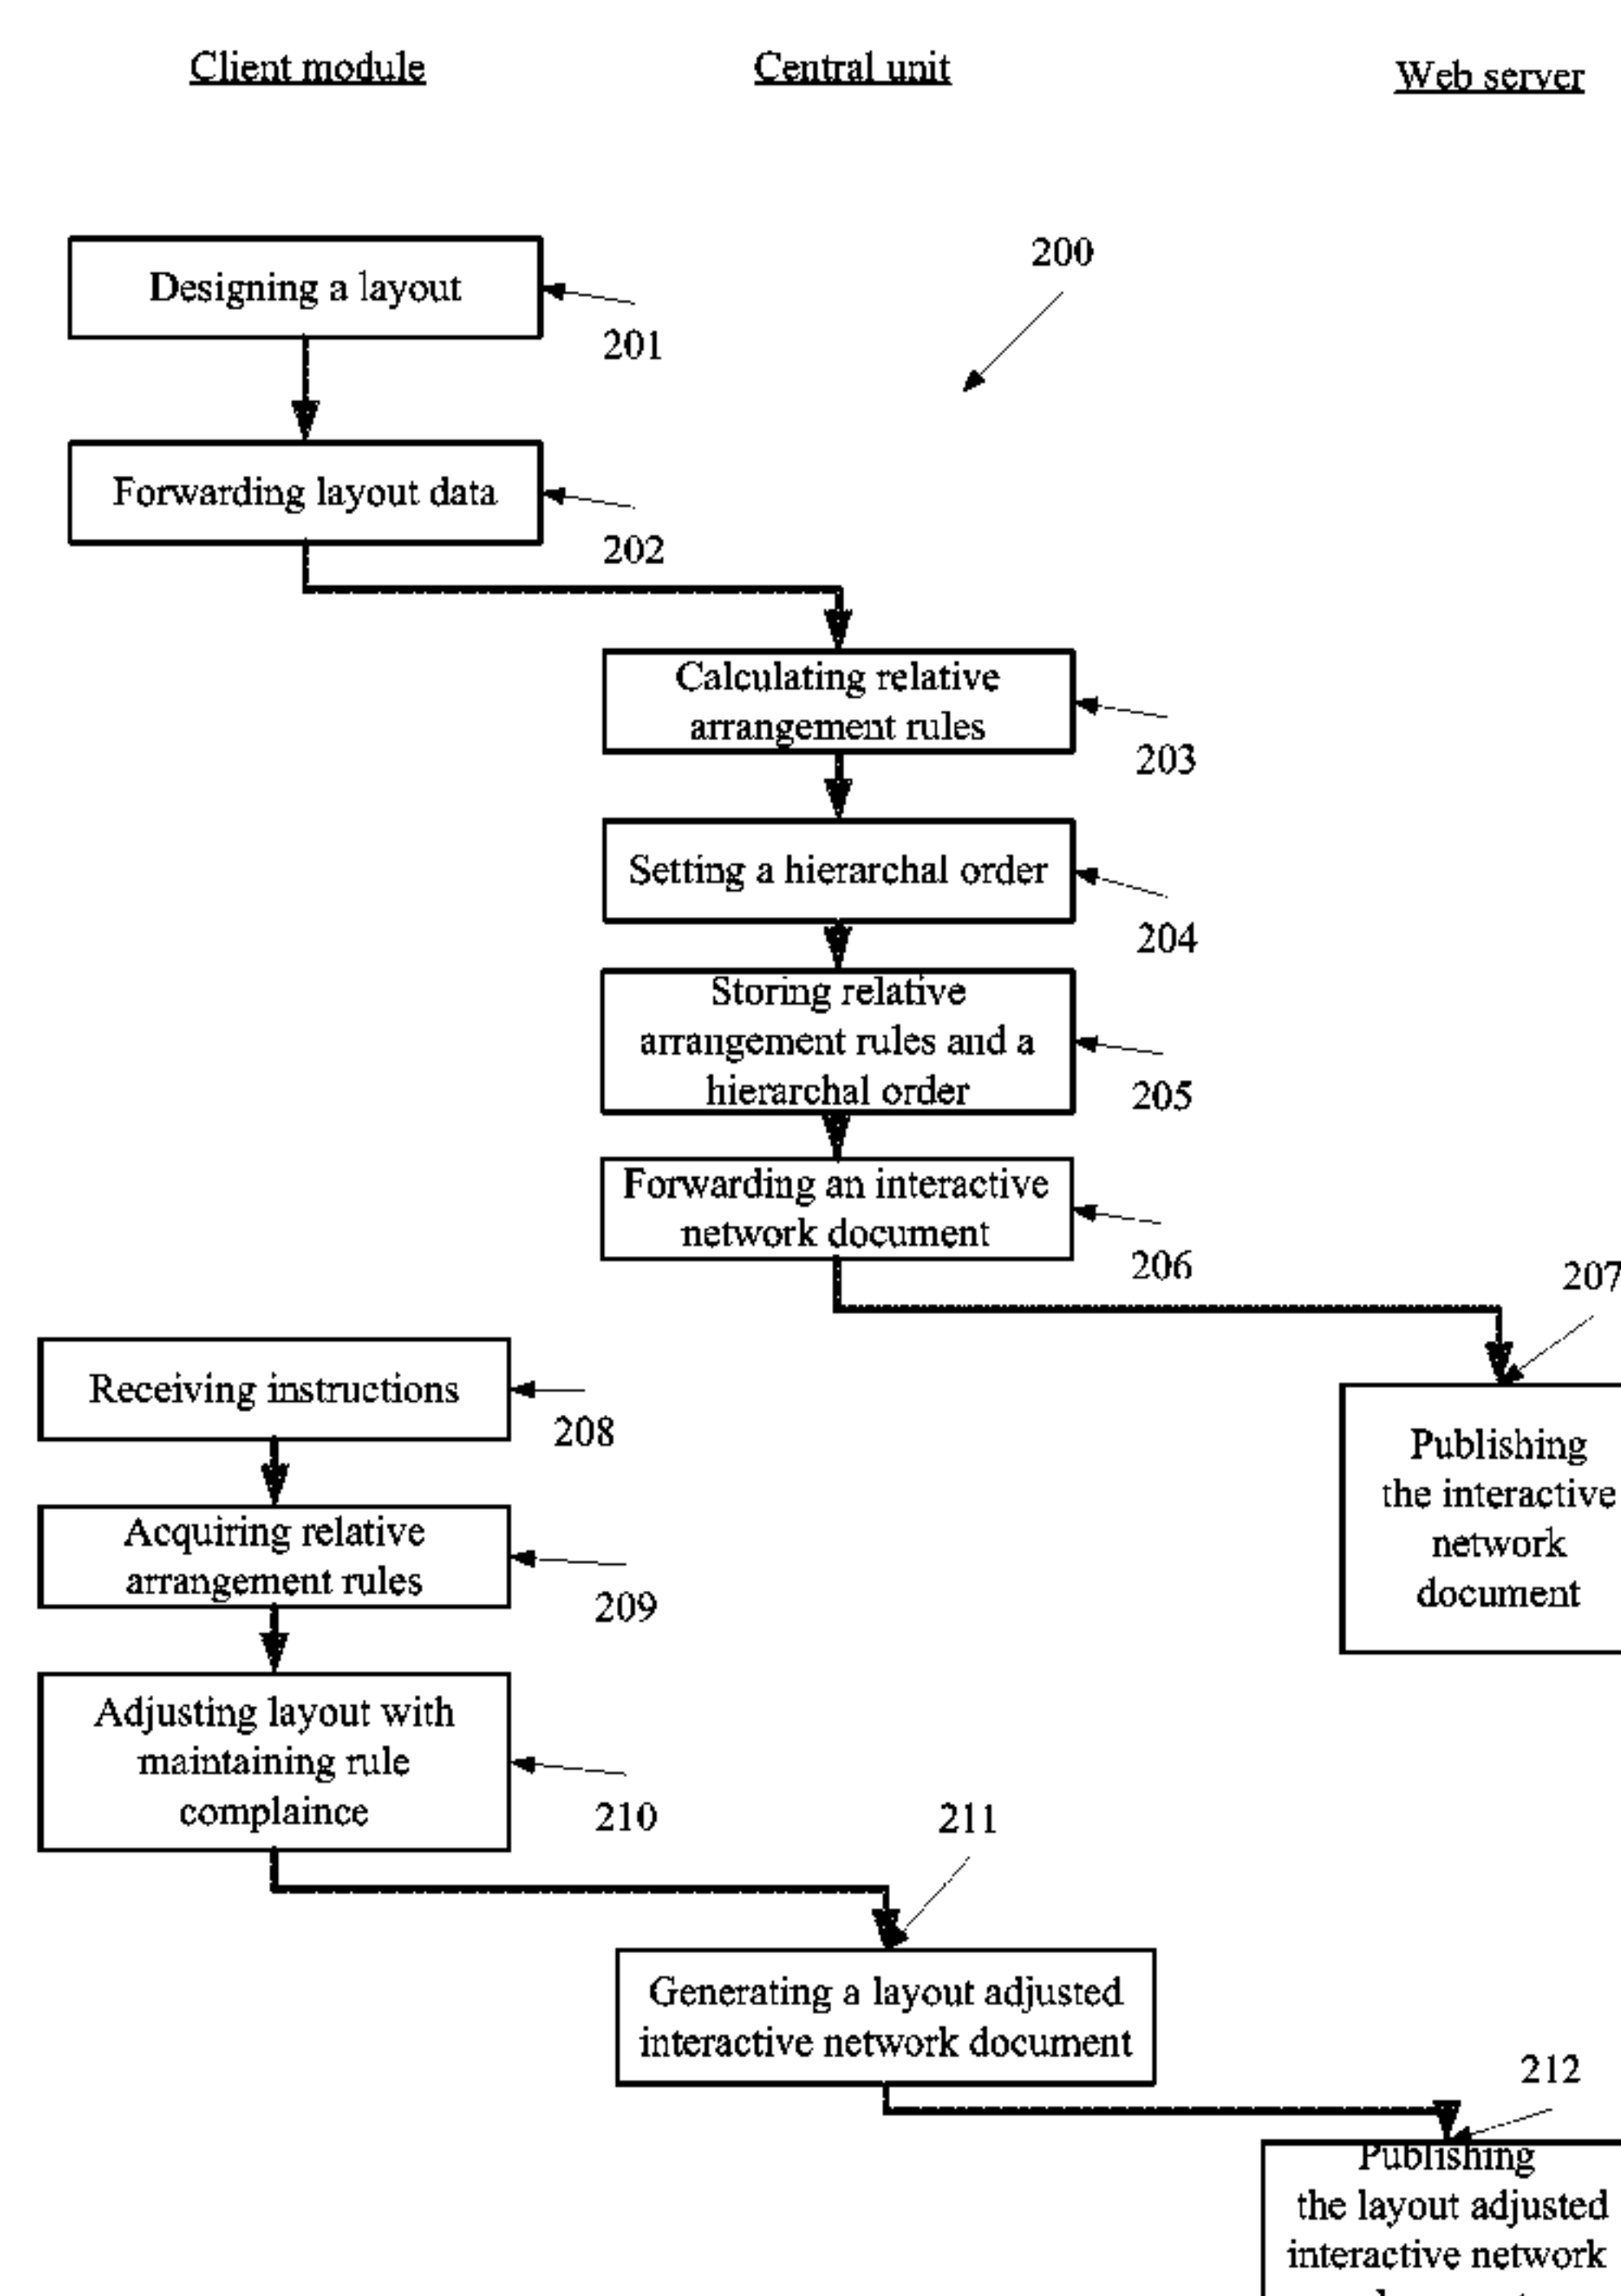 Client module
Central unit
Web server
200
Designing a layout
201
Forwarding layout data
202
Calculating relative
arrangement rules
203
Setting a hierarchal order
204
Storing relative
arrangement rules and a
hierarchal order
205
Forwarding an interactive
network document
206
207
Publishing
the interactive
network
document
Receiving instructions
208
Acquiring relative
arrangement rules
209
Adjusting layout with
maintaining rule
complaince
210
211
Generating a layout adjusted
interactive network document
212
Publishing
the layout adjusted
interactive network